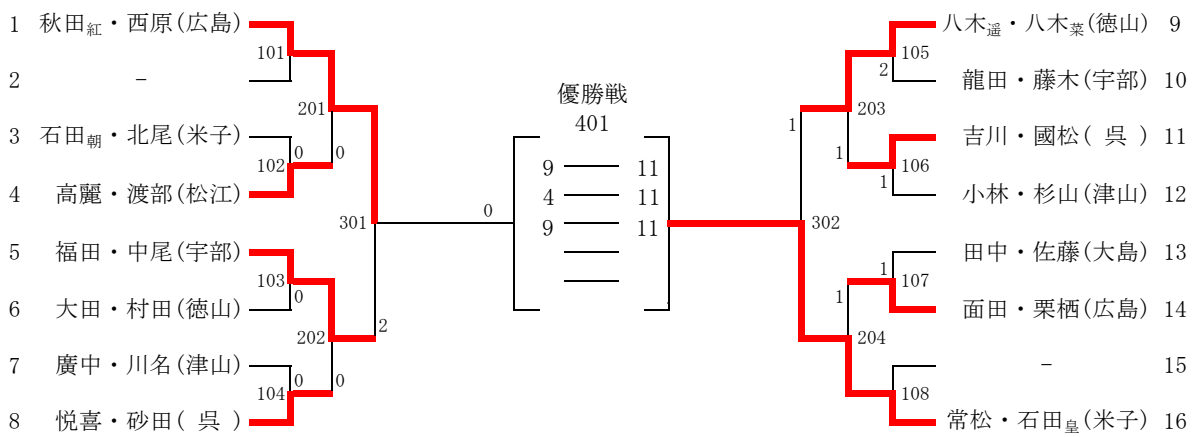 1 秋田紅・西原(広島)
101
2 -
201
3 石田朝・北尾(米子)
0
0
102
4 高麗・渡部(松江)
301
5 福田・中尾(宇部)
103
0
6 大田・村田(徳山)
202
2
7 廣中・川名(津山)
0
0
104
8 悦喜・砂田( 呉 )
0
優勝戦
401
9 11
4 11
9 11
八木遥・八木菜(徳山) 9
105
2
龍田・藤木(宇部) 10
203
1
吉川・國松( 呉 ) 11
1
106
1
小林・杉山(津山) 12
302
田中・佐藤(大島) 13
1
107
1
面田・栗栖(広島) 14
204
- 15
108
常松・石田皇(米子) 16